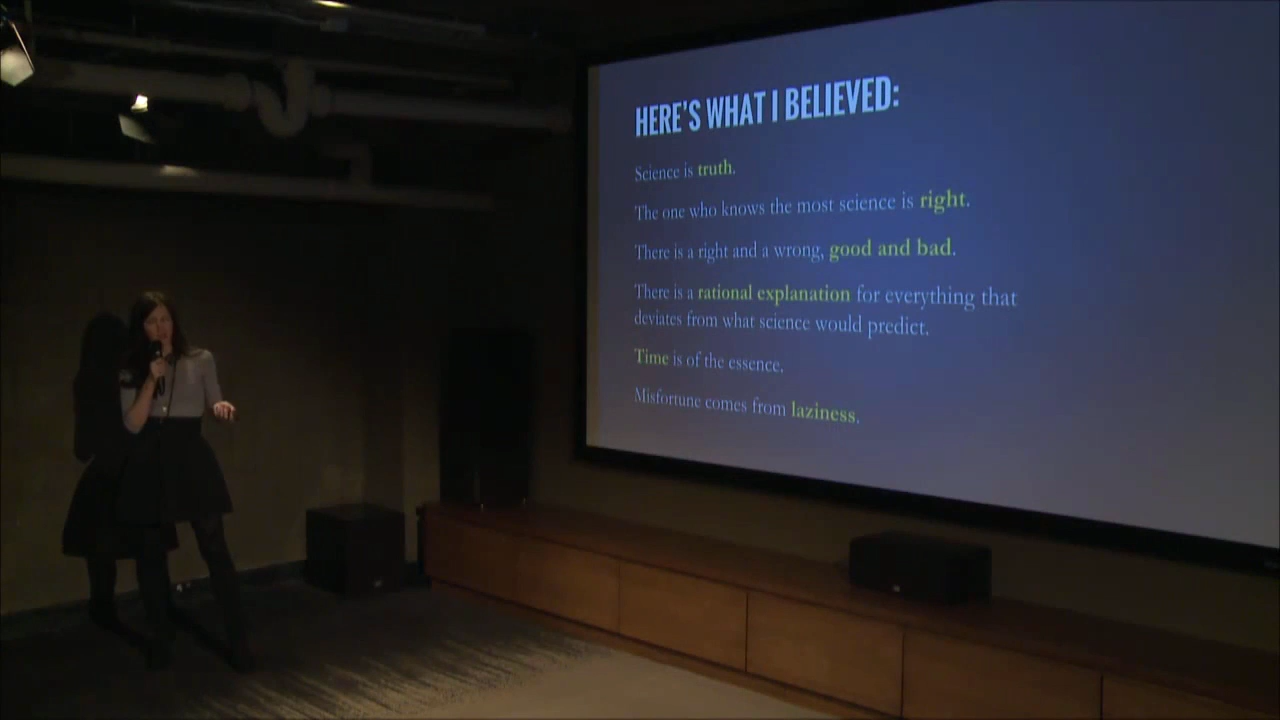 HERE'S WHAT I BELIEVED:
Science is truth.
The one who knows the most science is right.
There is a right and a wrong, good and bad.
There is a rational explanation for everything that
deviates from what science would predict.
Time is of the essence.
Misfortune comes from laziness.